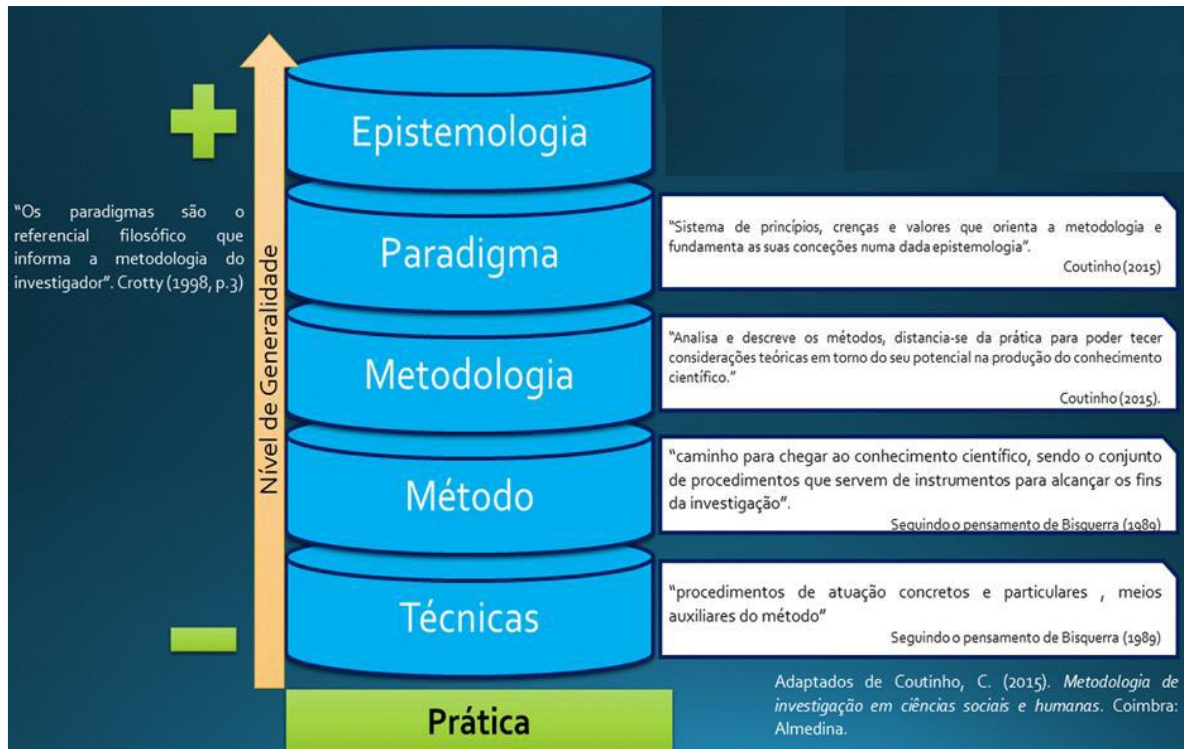 Epistemologia
"Os paradigmas são o
referencial filosófico que
informa a metodologia do
investigador". Crotty (1998, p.3)
Nível de Generalidade
Paradigma
"Sistema de princípios, crenças e valores que orienta a metodologia e
fundamenta as suas conceções numa dada epistemologia".
Coutinho (2015)
Metodologia
"Analisa e descreve os métodos, distancia-se da prática para poder tecer
considerações teóricas em torno do seu potencial na produção do conhecimento
científico."
Coutinho (2015).
Método
"caminho para chegar ao conhecimento científico, sendo o conjunto
de procedimentos que servem de instrumentos para alcançar os fins
da investigação".
Seguindo o pensamento de Bisquerra (1989)
Técnicas
"procedimentos de atuação concretos e particulares , meios
auxiliares do método"
Seguindo o pensamento de Bisquerra (1989)
Prática
Adaptados de Coutinho, C. (2015). Metodologia de
investigação em ciências sociais e humanas. Coimbra:
Almedina.